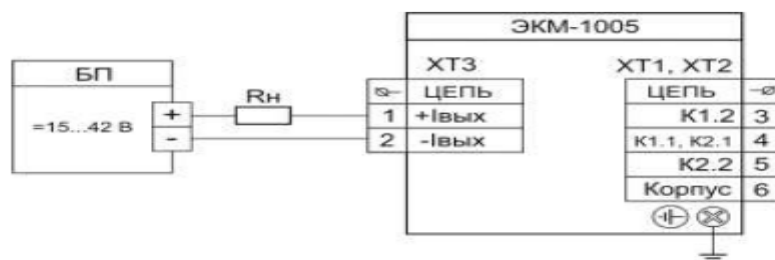 ЭКМ-1005
БП
=15...42 В
+
-
Rн
ХТ3
ЦЕПЬ
1 +Iвых
2 -Iвых
ХТ1, ХТ2
ЦЕПЬ
К1.2 3
К1.1, К2.1 4
К2.2 5
Корпус 6